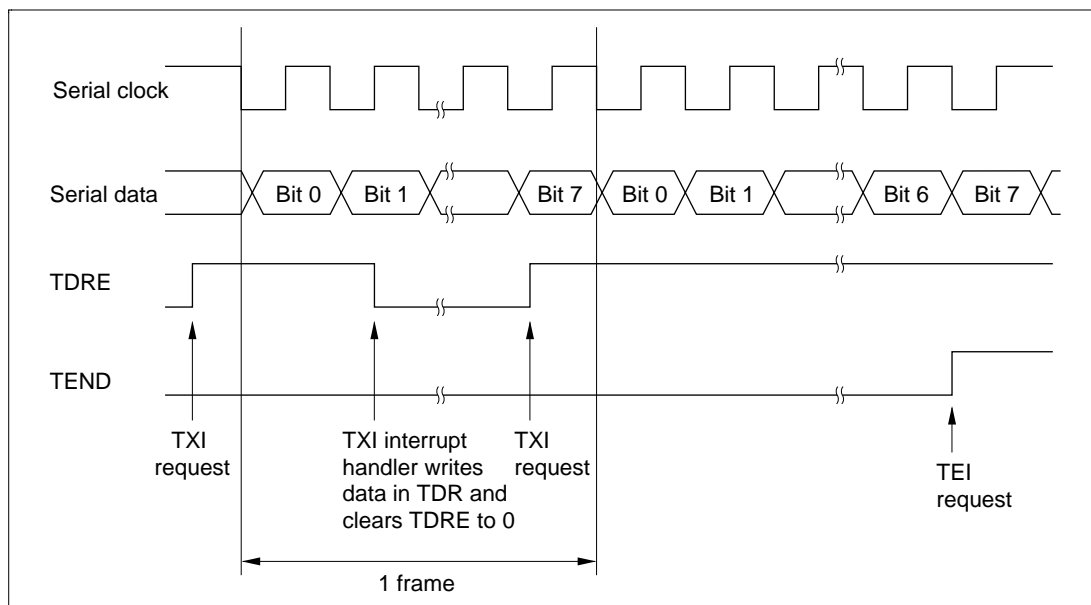 Serial clock
Serial data
Bit 0
Bit 1
Bit 7
Bit 0
Bit 1
Bit 6
Bit 7
TDRE
TEND
TXI
request
TXI interrupt
handler writes
data in TDR and
clears TDRE to 0
TXI
request
TEI
request
1 frame